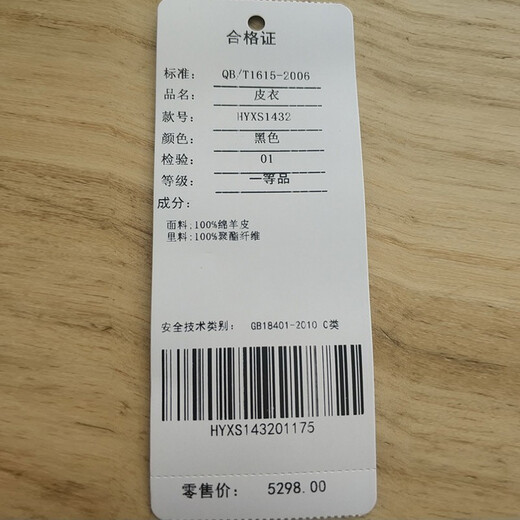 合格证
标准: QB/T1615-2006
品名: 皮衣
款号: HYXS1432
颜色: 黑色
检验: 01
等级: 一等品
成分:
面料:100%绵羊皮
里料:100%聚酯纤维
安全技术类别: GB18401-2010 C类
HYXS143201175
零售价: 5298.00